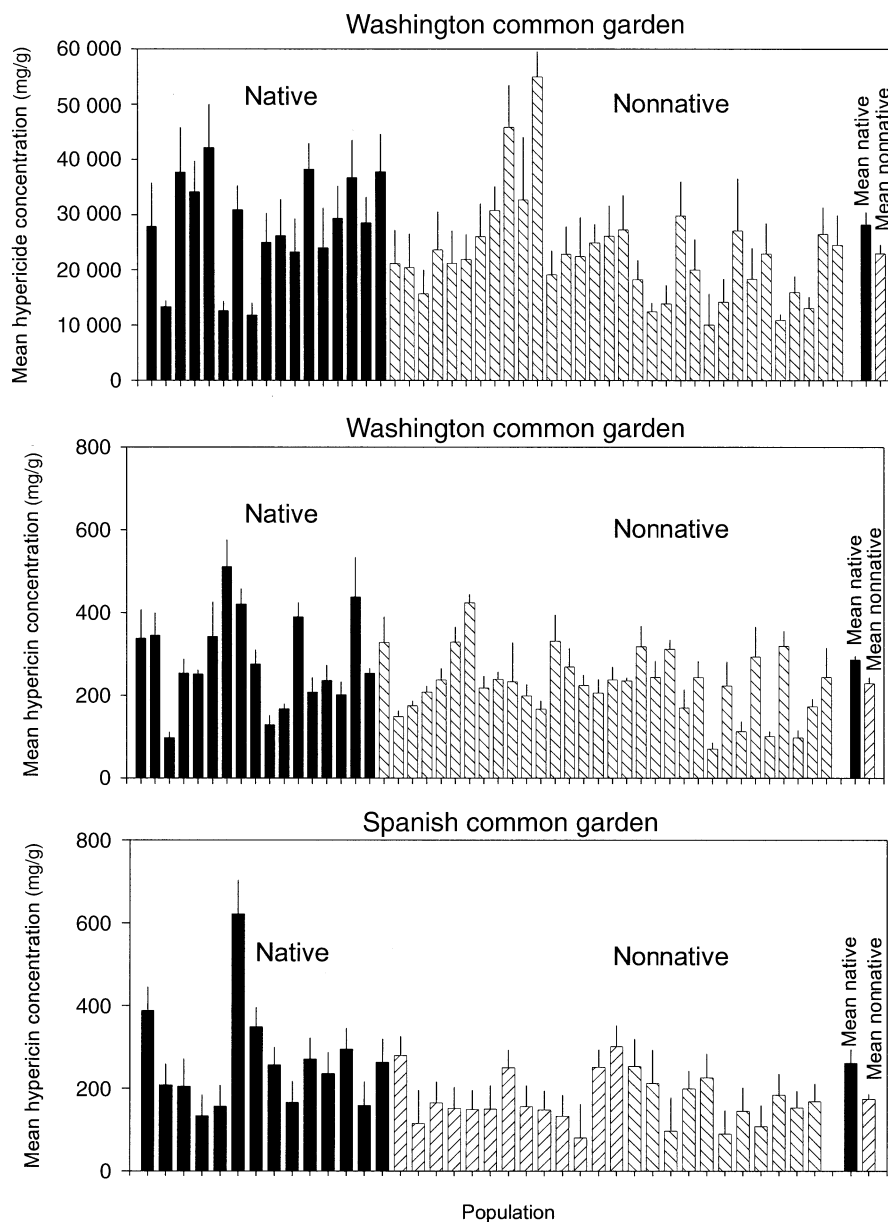 Washington common garden
Mean hypericide concentration (mg/g)
60 000
50 000
40 000
30 000
20 000
10 000
0
Native
Nonnative
Mean native
Mean nonnative
Washington common garden
Mean hypericin concentration (mg/g)
800
600
400
200
0
Native
Nonnative
Mean native
Mean nonnative
Spanish common garden
Mean hypericin concentration (mg/g)
800
600
400
200
0
Native
Nonnative
Mean native
Mean nonnative
Population